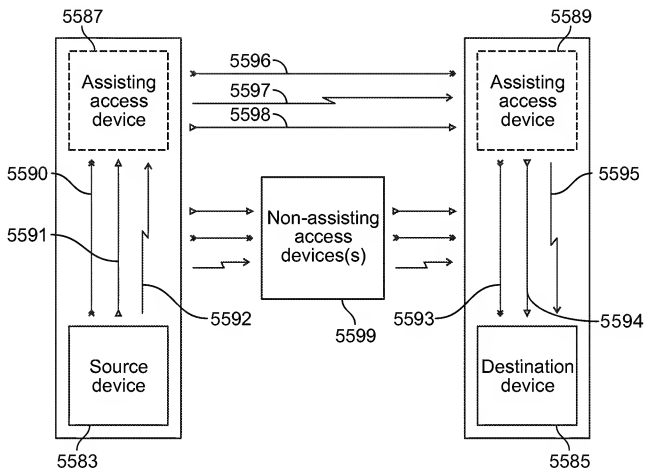 5587
5589
Assisting
access
device
5596
5597
5598
Assisting
access
device
5590
5591
5592
Non-assisting
access
devices(s)
5599
5595
5593
5594
Source
device
Destination
device
5583
5585